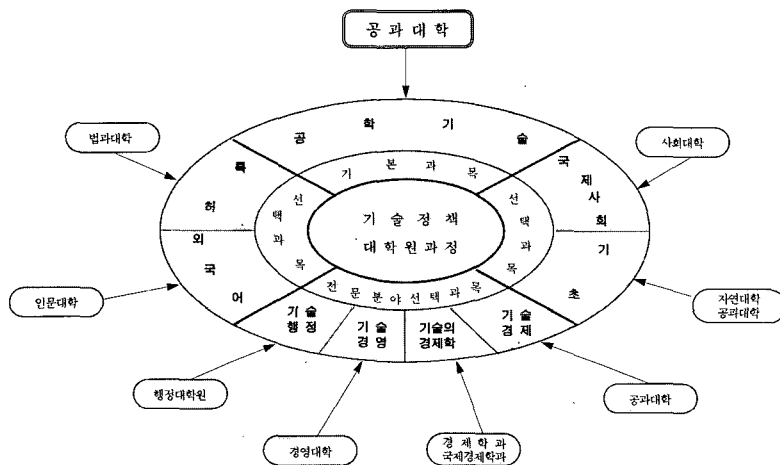 공 과 대 학
법과대학
사회대학
공 학 기 술
특 허
국 제 사 회
기 본 과 목
선 택 과 목
선 택 과 목
기 술 정 책
대 학 원 과 정
외 국 어
기 초
전 문 분 야 선 택 과 목
인문대학
자연대학
공과대학
기 술
행 정
기 술
경 영
기술의
경제학
기 술
경 제
행정대학원
경영대학
경 제 학 과
국제경제학과
공과대학